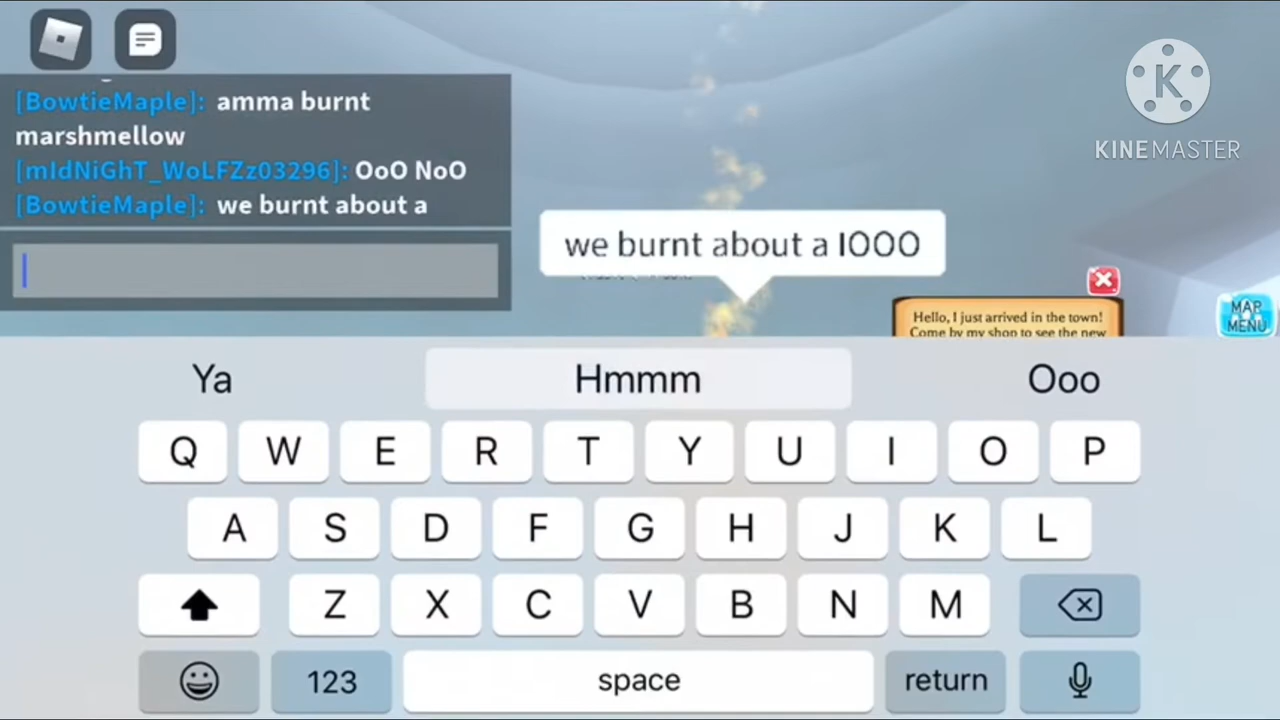 [BowtieMaple]: amma burnt
marshmellow
[mIdNiGhT_WoLFZz03296]: OoO NoO
[BowtieMaple]: we burnt about a
we burnt about a 1000
K
KINEMASTER
Hello, I just arrived in the town!
Come by my shop to see the new
MAP
MENU
Ya Hmmm Ooo
Q W E R T Y U I O P
A S D F G H J K L
Z X C V B N M
123 space return